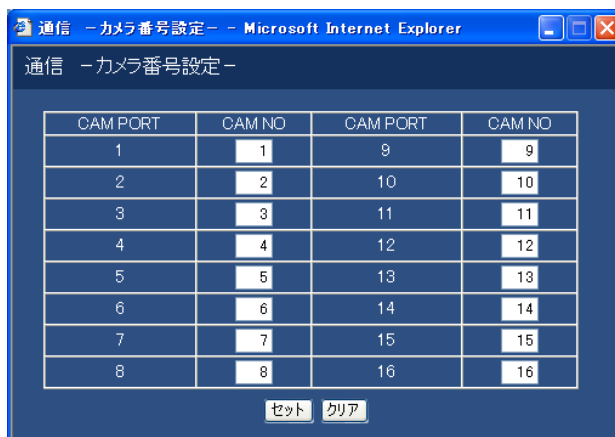 通信 －カメラ番号設定－ - Microsoft Internet Explorer
通信 －カメラ番号設定－
CAM PORT CAM NO CAM PORT CAM NO
1 1 9 9
2 2 10 10
3 3 11 11
4 4 12 12
5 5 13 13
6 6 14 14
7 7 15 15
8 8 16 16
セット クリア